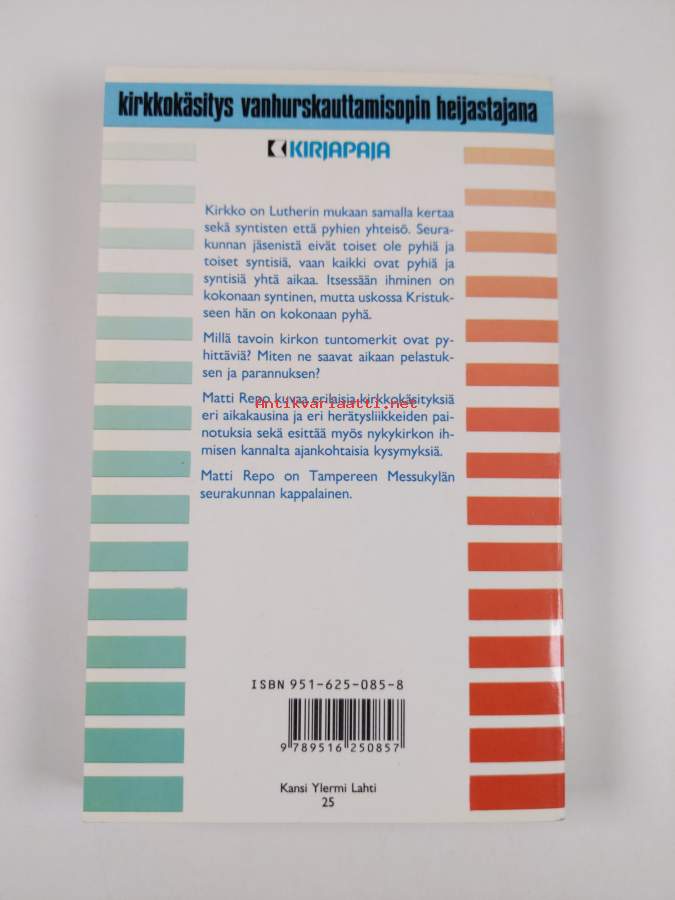 kirkkokäsitys vanhurskauttamisopin heijastajana
KIRJAPAJA
Kirkko on Lutherin mukaan samalla kertaa
sekä syntisten että pyhien yhteisö. Seura-
kunnan jäsenistä eivät toiset ole pyhiä ja
toiset syntisiä, vaan kaikki ovat pyhiä ja
syntisiä yhtä aikaa. Itsessään ihminen on
kokonaan syntinen, mutta uskossa Kristuk-
seen hän on kokonaan pyhä.
Millä tavoin kirkon tuntomerkit ovat py-
hittäviä? Miten ne saavat aikaan pelastuk-
sen ja parannuksen?
Matti Repo kuvaa erilaisia kirkkokäsityksiä
Antikvariaatti.net
eri aikakausina ja eri herätysliikkeiden pai-
notuksia sekä esittää myös nykykirkon ih-
misen kannalta ajankohtaisia kysymyksiä.
Matti Repo on Tampereen Messukylän
seurakunnan kappalainen.
ISBN 951-625-085-8
9 789516 250857
Kansi Ylermi Lahti
25